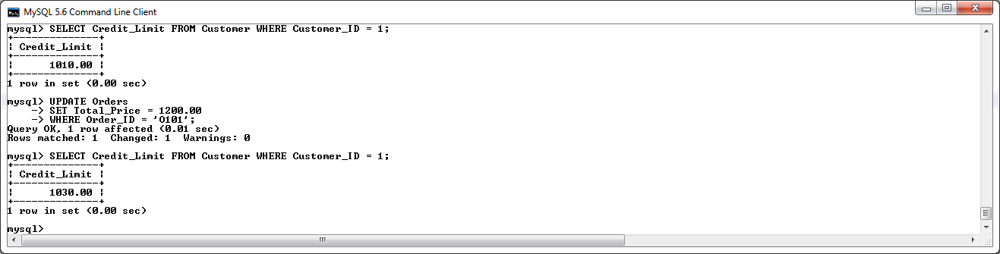 MySQL 5.6 Command Line Client
mysql> SELECT Credit_Limit FROM Customer WHERE Customer_ID = 1;
+--------------+
¦ Credit_Limit ¦
+--------------+
¦      1010.00 ¦
+--------------+
1 row in set (0.00 sec)
mysql> UPDATE Orders
    -> SET Total_Price = 1200.00
    -> WHERE Order_ID = 'O101';
Query OK, 1 row affected (0.01 sec)
Rows matched: 1  Changed: 1  Warnings: 0
mysql> SELECT Credit_Limit FROM Customer WHERE Customer_ID = 1;
+--------------+
¦ Credit_Limit ¦
+--------------+
¦      1030.00 ¦
+--------------+
1 row in set (0.00 sec)
mysql>